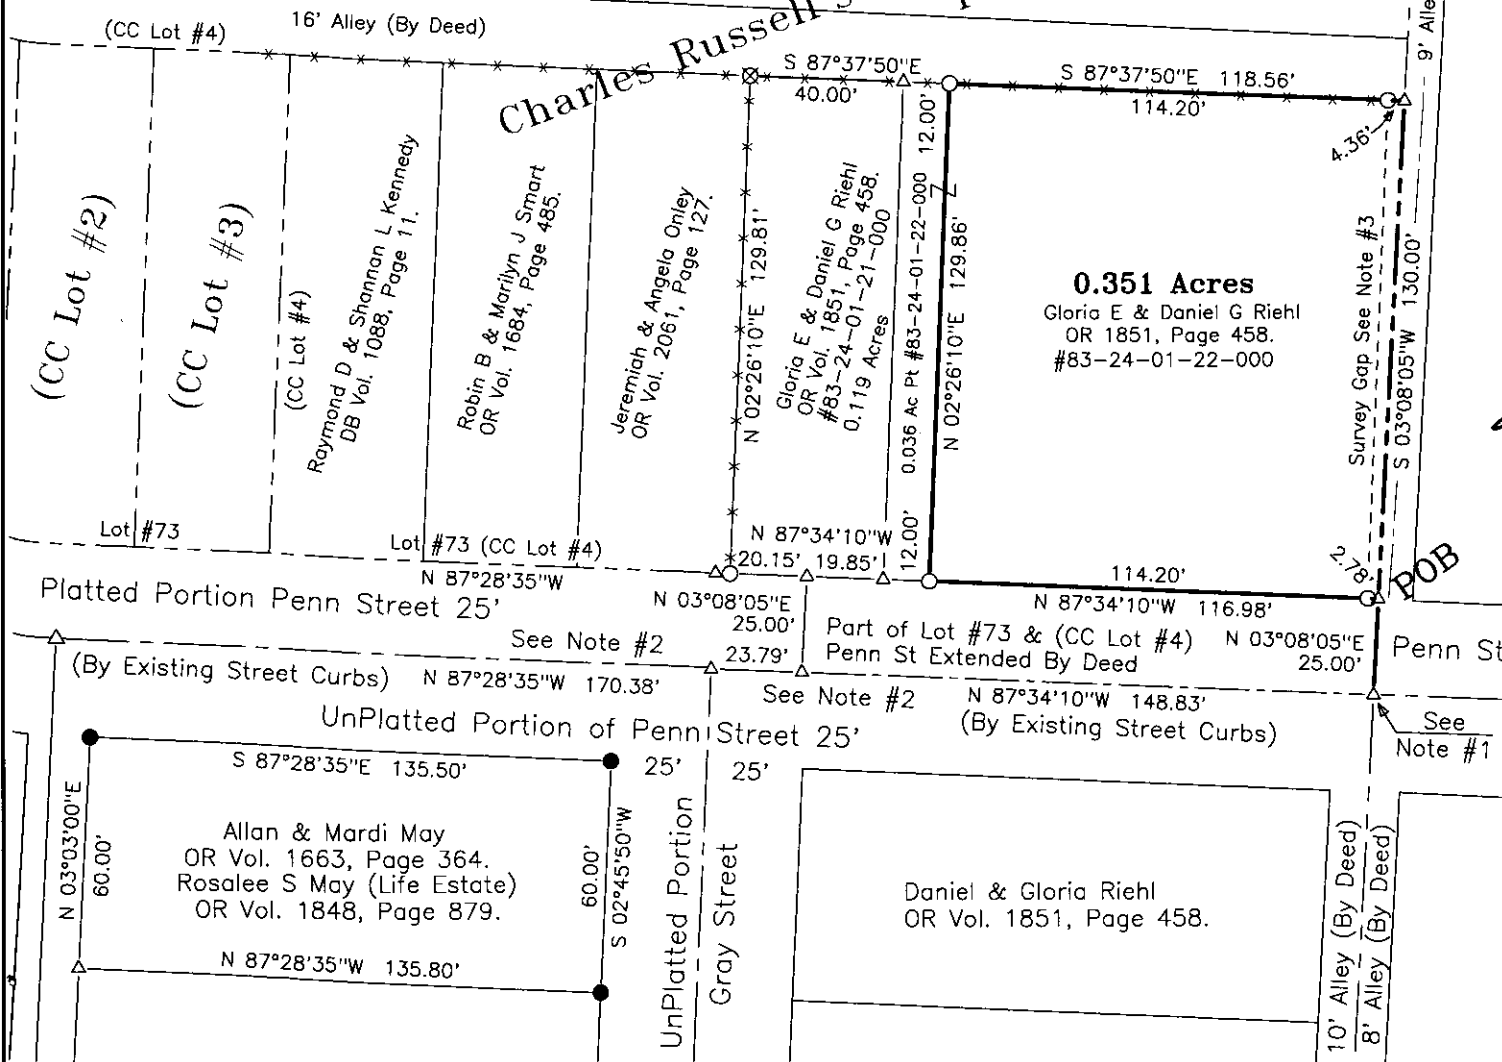 (CC Lot #4)
16' Alley (By Deed)
Charles Russell
9' Alle
S 87°37'50"E
40.00'
S 87°37'50"E 118.56'
114.20'
4.36'
12.00'
(CC Lot #2)
(CC Lot #3)
(CC Lot #4)
Raymond D & Shannan L Kennedy
DB Vol. 1088, Page 11.
Robin B & Marilyn J Smart
OR Vol. 1684, Page 485.
Jeremiah & Angela Onley
OR Vol. 2061, Page 127.
N 02°26'10"E 129.81'
Gloria E & Daniel G Riehl
OR Vol. 1851, Page 458.
#83-24-01-21-000
0.119 Acres
0.036 Ac Pt #83-24-01-22-000
N 02°26'10"E 129.86'
0.351 Acres
Gloria E & Daniel G Riehl
OR 1851, Page 458.
#83-24-01-22-000
Survey Gap See Note #3
S 03°08'05"W 130.00'
Lot #73
Lot #73 (CC Lot #4)
N 87°28'35"W
N 87°34'10"W
20.15' 19.85'
12.00'
114.20'
N 87°34'10"W 116.98'
2.78'
POB
Platted Portion Penn Street 25'
N 03°08'05"E
25.00'
23.79'
See Note #2
Part of Lot #73 & (CC Lot #4)
Penn St Extended By Deed
N 03°08'05"E
25.00'
Penn St
(By Existing Street Curbs)
N 87°28'35"W 170.38'
See Note #2
N 87°34'10"W 148.83'
(By Existing Street Curbs)
See
Note #1
UnPlatted Portion of Penn Street 25'
S 87°28'35"E 135.50'
25'
25'
N 03°03'00"E
60.00'
Allan & Mardi May
OR Vol. 1663, Page 364.
Rosalee S May (Life Estate)
OR Vol. 1848, Page 879.
60.00'
S 02°45'50"W
N 87°28'35"W 135.80'
UnPlatted Portion
Gray Street
Daniel & Gloria Riehl
OR Vol. 1851, Page 458.
10' Alley (By Deed)
8' Alley (By Deed)